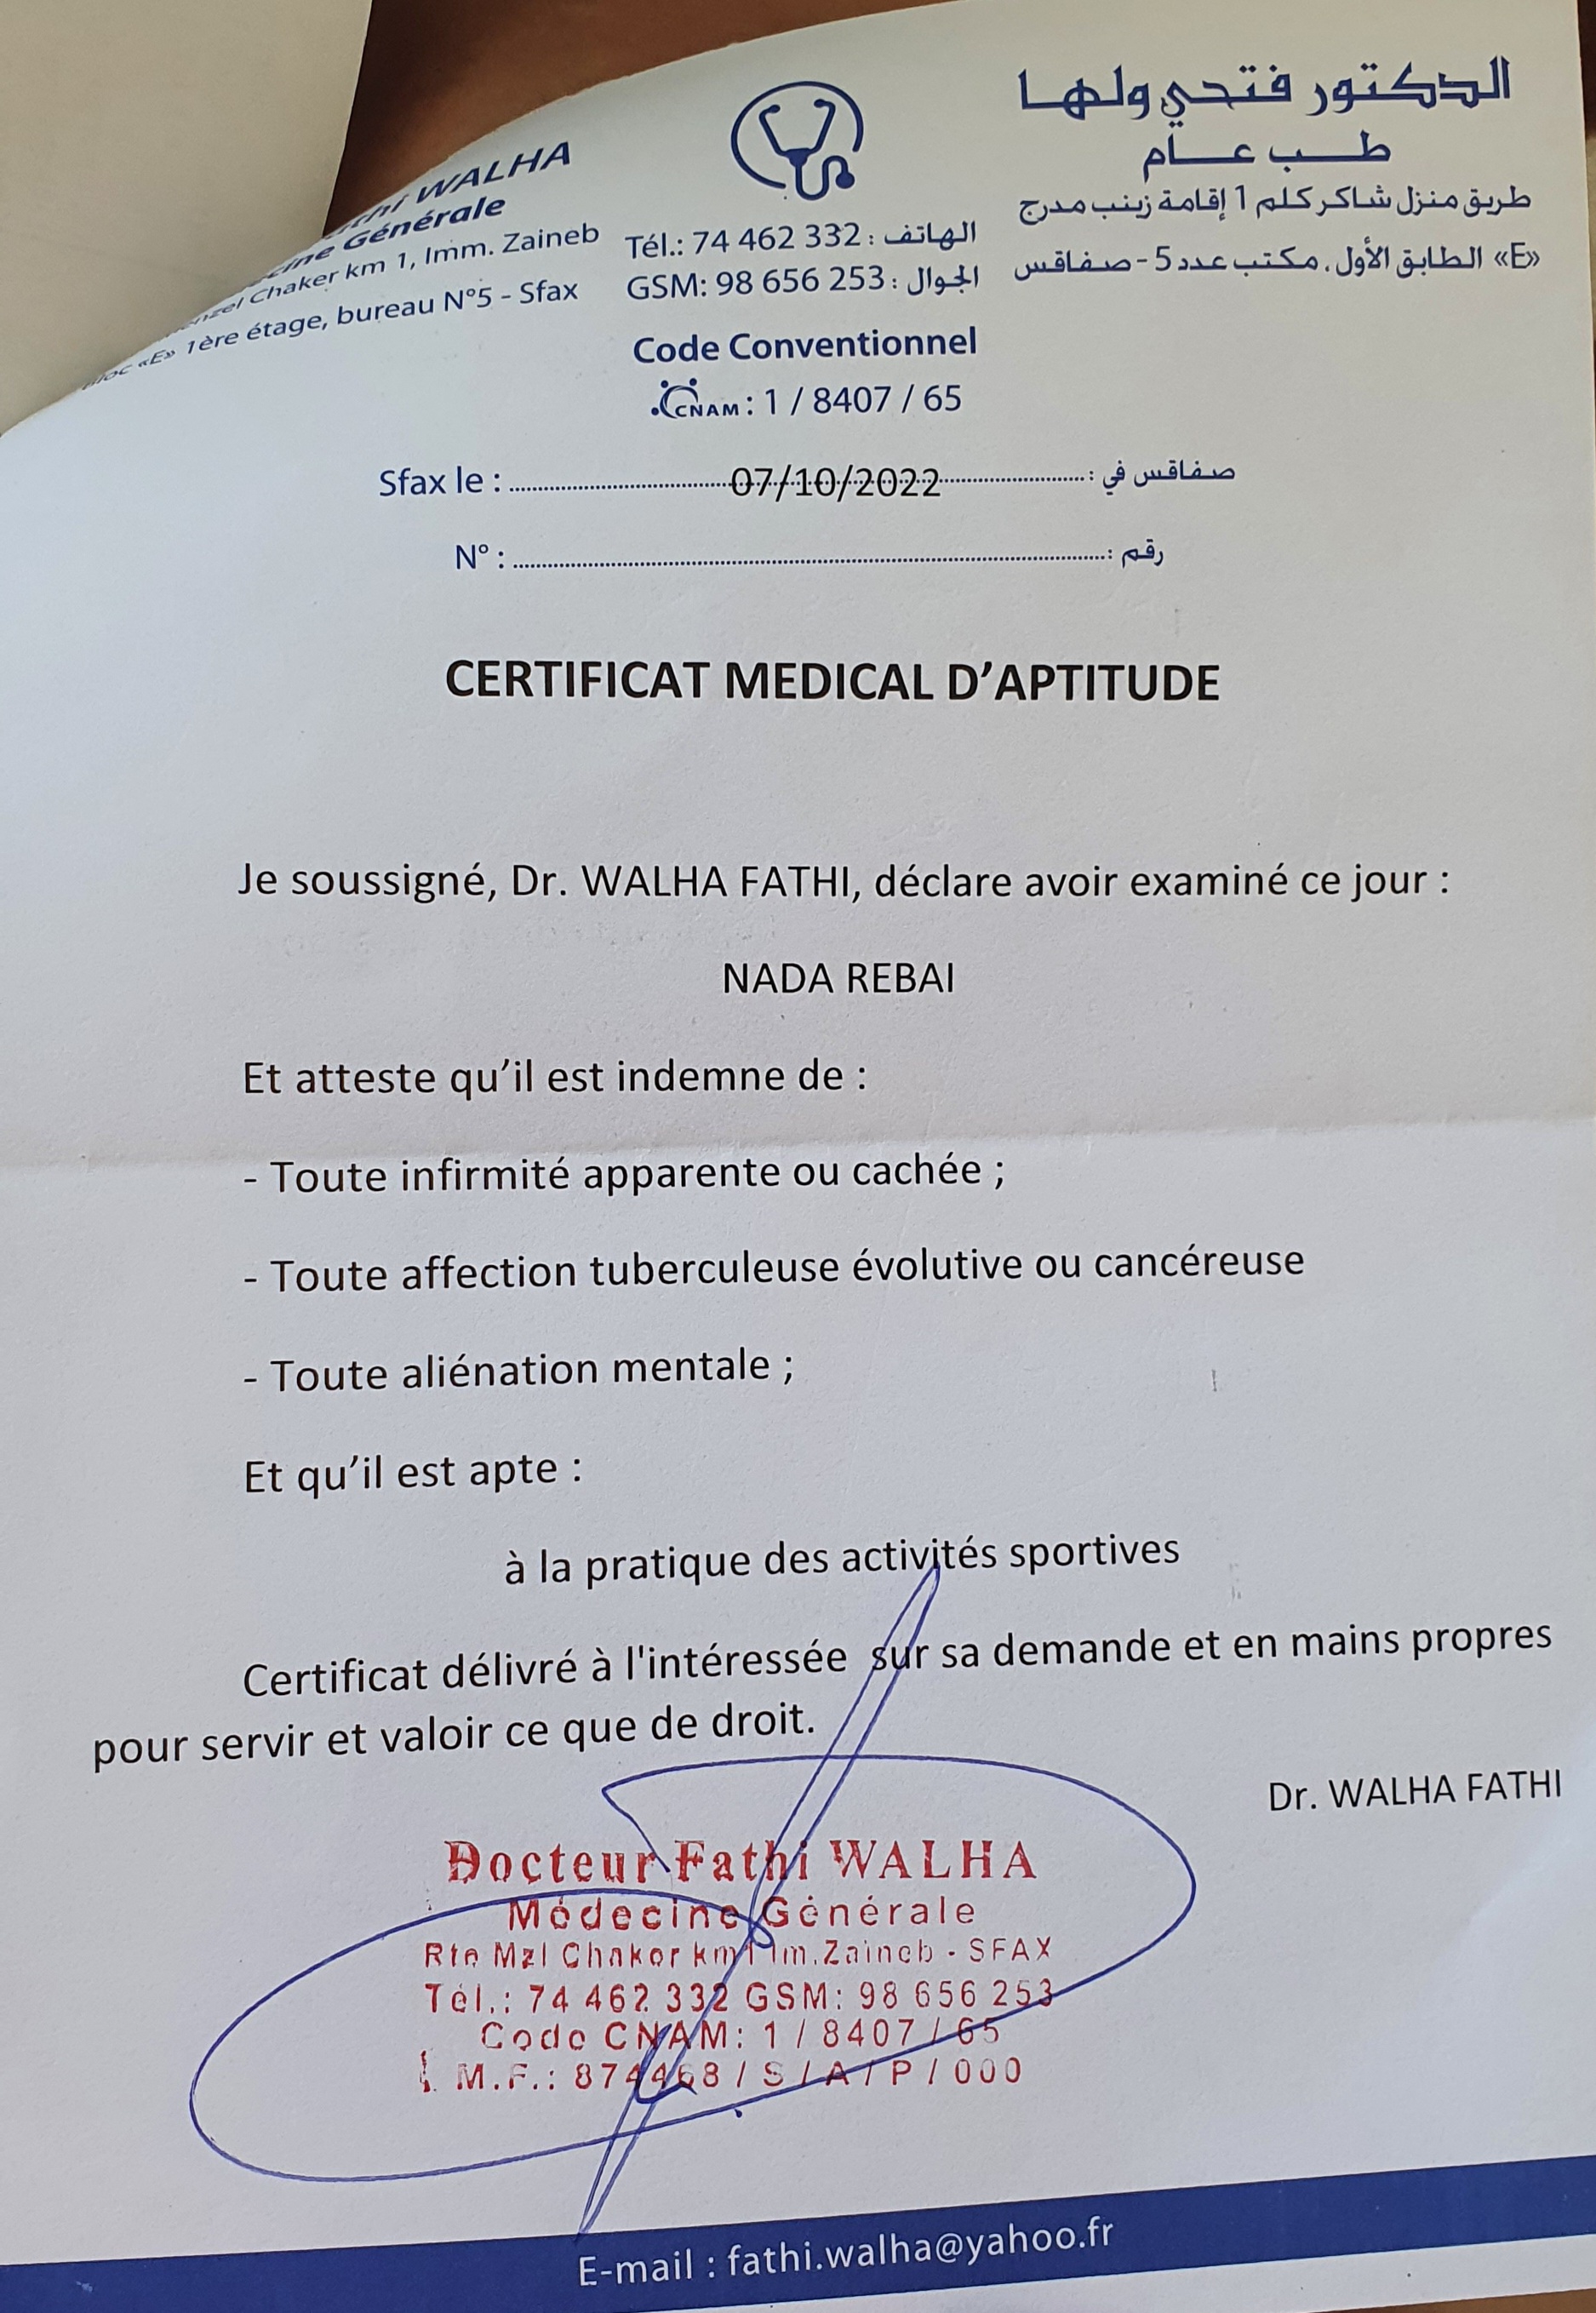 WALHA
Générale
Chaker km 1, Imm. Zaineb
«E» 1ère étage, bureau N°5 - Sfax
Tél.: 74 462 332 : الهاتف
GSM: 98 656 253 : الجوال
الدكتور فتحي ولها
طب عام
طريق منزل شاكر كلم 1 إقامة زينب مدرج
«E» الطابق الأول، مكتب عدد 5 - صفاقس
Code Conventionnel
CNAM : 1 / 8407 / 65
Sfax le : 07/10/2022 : صفاقس في
N° : : رقم
CERTIFICAT MEDICAL D’APTITUDE
Je soussigné, Dr. WALHA FATHI, déclare avoir examiné ce jour :
NADA REBAI
Et atteste qu’il est indemne de :
- Toute infirmité apparente ou cachée ;
- Toute affection tuberculeuse évolutive ou cancéreuse
- Toute aliénation mentale ;
Et qu’il est apte :
à la pratique des activités sportives
Certificat délivré à l'intéressée sur sa demande et en mains propres
pour servir et valoir ce que de droit.
Dr. WALHA FATHI
Docteur Fathi WALHA
Médecine Générale
Rte Mzl Chaker km 1 Im. Zaineb - SFAX
Tél.: 74 462 332 GSM: 98 656 253
Code CNAM: 1 / 8407 / 65
M.F.: 874468 / S / A / P / 000
E-mail : fathi.walha@yahoo.fr